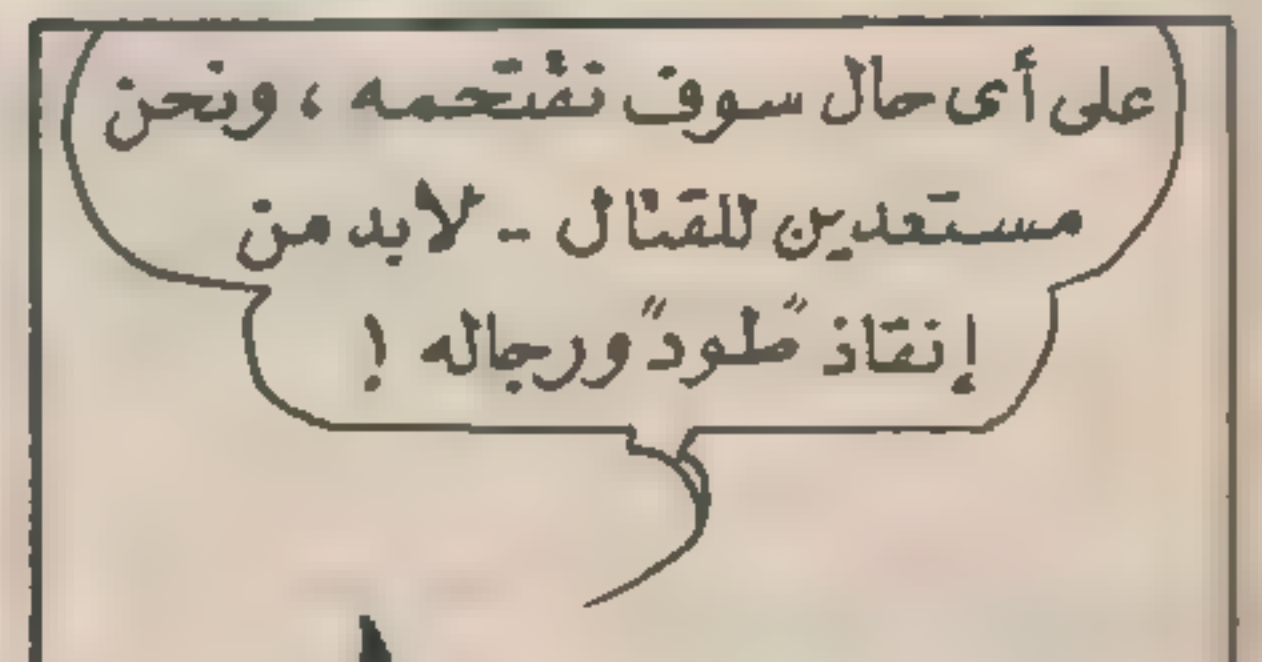 على أى حال سوف نقتحمه ، ونحن
مستعدين للقتال - لابد من
إنقاذ "طود" ورجاله !